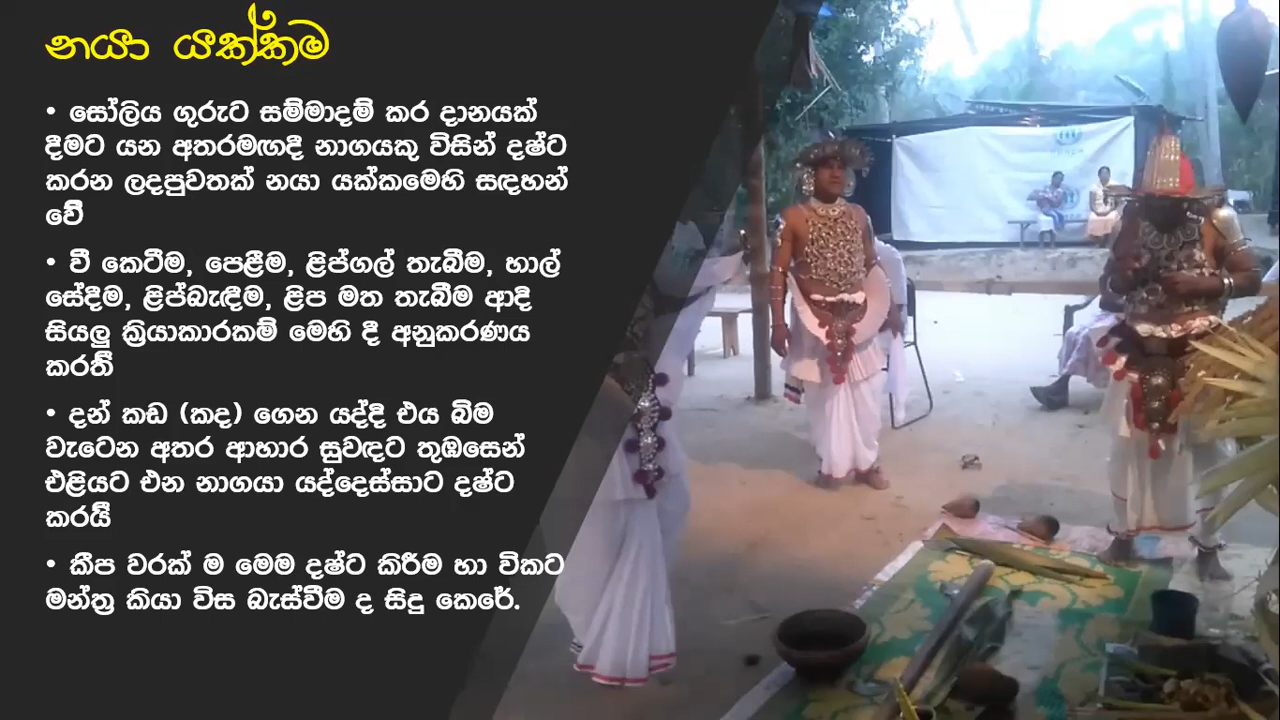 නයා යක්කම
• සෝලිය ගුරුට සම්මාදම් කර දානයක්
දීමට යන අතරමඟදී නාගයකු විසින් දෂ්ට
කරන ලදපුවතක් නයා යක්කමෙහි සඳහන්
වේ
• වී කෙටීම, පෙළීම, ළිප්ගල් තැබීම, හාල්
සේදීම, ළිප්බැඳීම, ළිප මත තැබීම ආදි
සියලු ක්‍රියාකාරකම් මෙහි දී අනුකරණය
කරති
• දන් කඩ (කද) ගෙන යද්දි එය බිම
වැටෙන අතර ආහාර සුවඳට තුඹසෙන්
එළියට එන නාගයා යද්දෙස්සාට දෂ්ට
කරයි
• කීප වරක් ම මෙම දෂ්ට කිරීම හා විකට
මන්ත්‍ර කියා විස බැස්වීම ද සිදු කෙරේ.